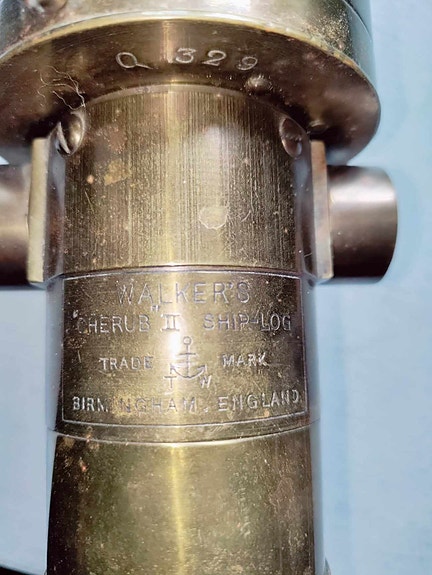 Q 329
WALKER'S
"CHERUB" II SHIP-LOG
TRADE MARK
T W
BIRMINGHAM, ENGLAND